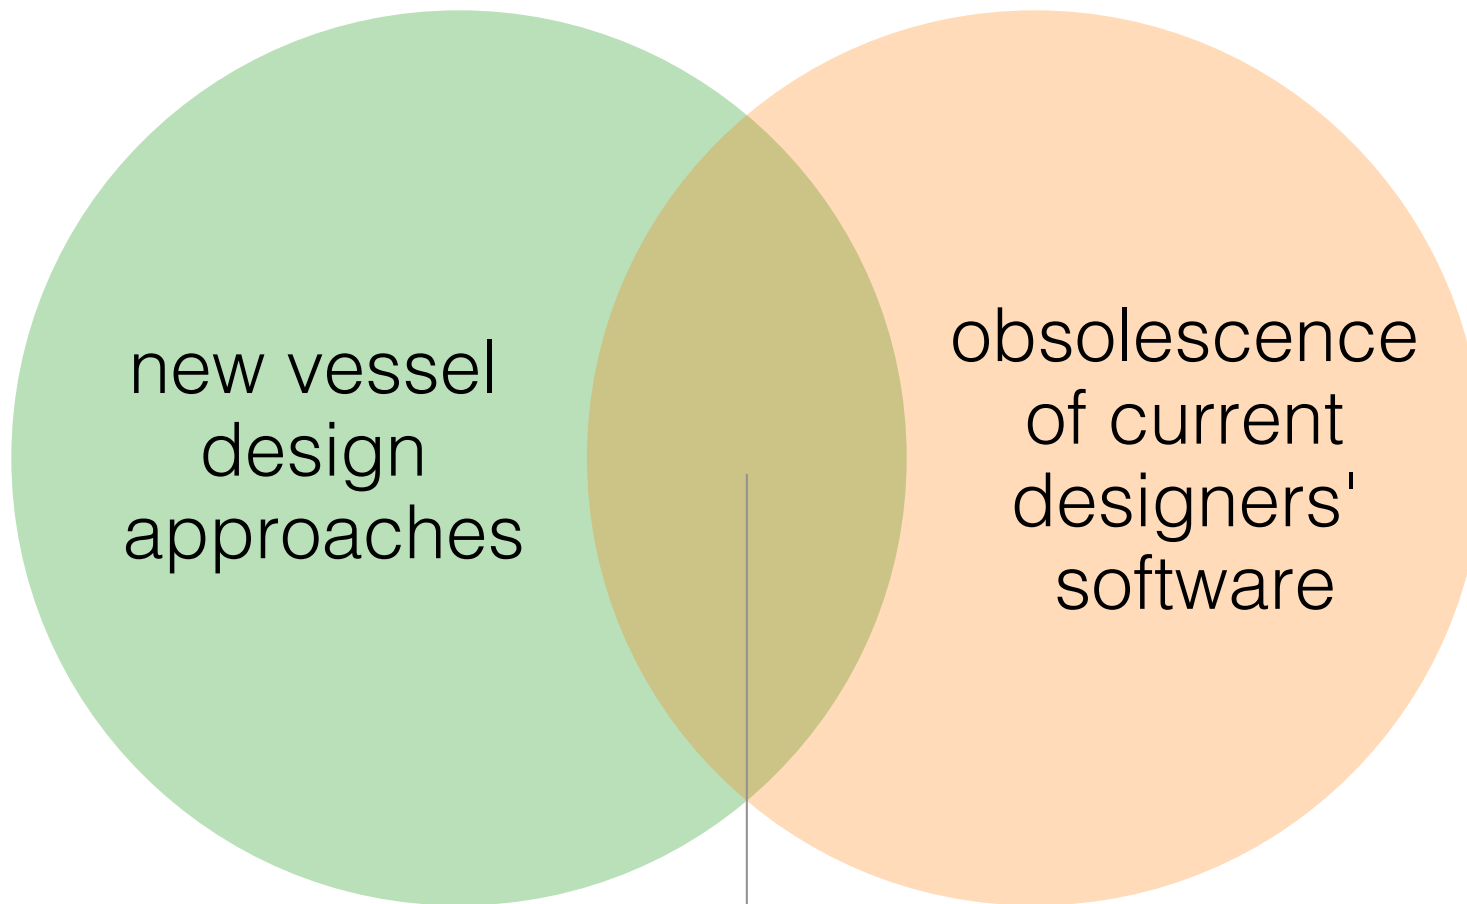 new vessel
design
approaches
obsolescence
of current
designers'
software